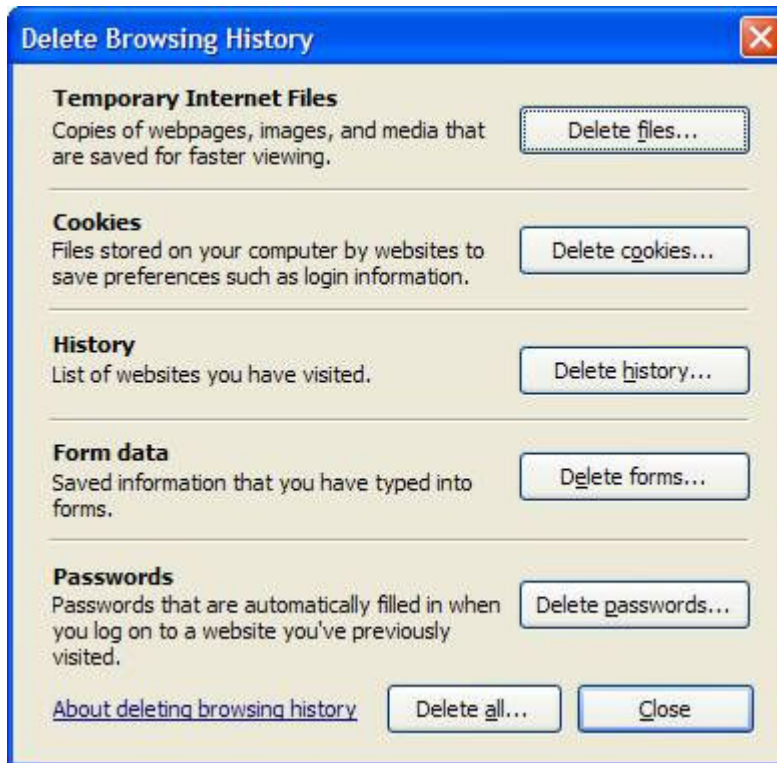 Delete Browsing History
Temporary Internet Files
Copies of webpages, images, and media that
are saved for faster viewing.
Delete files...
Cookies
Files stored on your computer by websites to
save preferences such as login information.
Delete cookies...
History
List of websites you have visited.
Delete history...
Form data
Saved information that you have typed into
forms.
Delete forms...
Passwords
Passwords that are automatically filled in when
you log on to a website you've previously
visited.
Delete passwords...
About deleting browsing history
Delete all...
Close